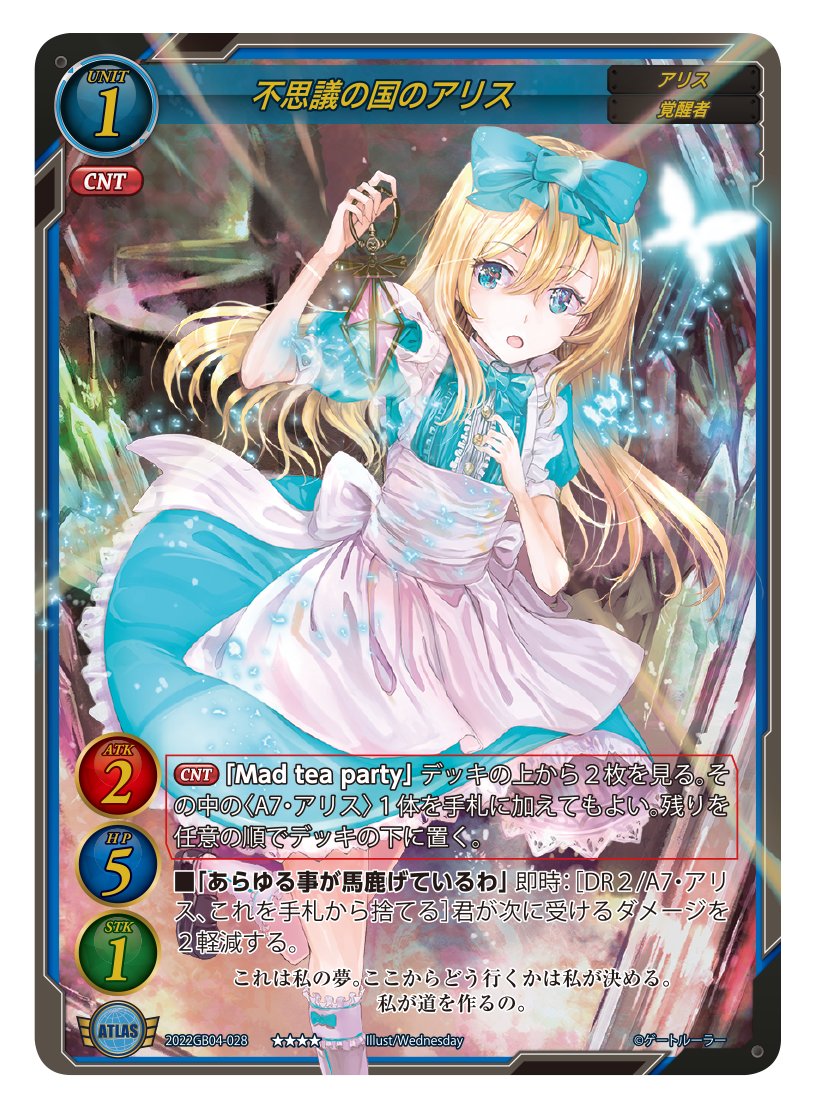 UNIT
1
不思議の国のアリス
アリス
覚醒者
CNT
ATK
2
CNT 「Mad tea party」デッキの上から２枚を見る。そ
の中の〈A7・アリス〉１体を手札に加えてもよい。残りを
任意の順でデッキの下に置く。
HP
5
■「あらゆる事が馬鹿げているわ」即時：［DR２/A7・アリ
ス、これを手札から捨てる］君が次に受けるダメージを
２軽減する。
STK
1
これは私の夢。ここからどう行くかは私が決める。
私が道を作るの。
ATLAS
2022GB04-028 ★★★★ Illust/Wednesday ©ゲートルーラー